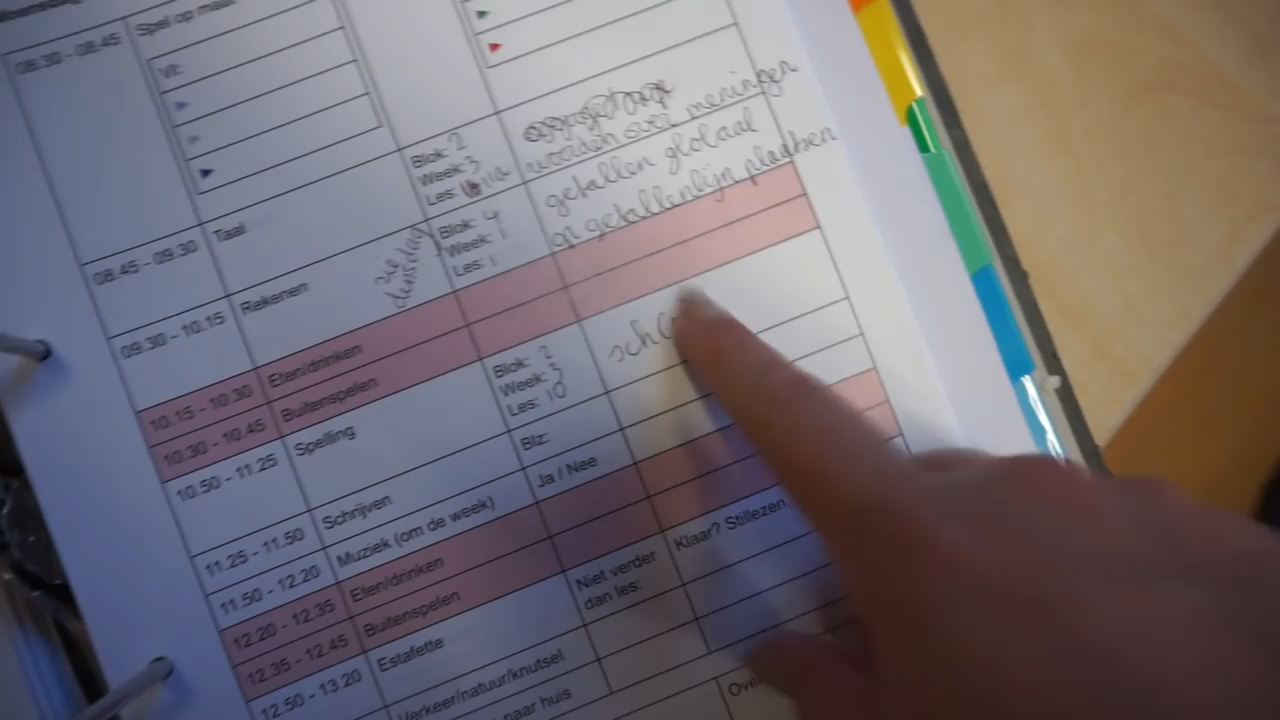 08.30 - 08.45
Spel op maat
Vlt:
08.45 - 09.30
Taal
Blok: 2
Week: 3
Les:
woorden over meningen
09.30 - 10.15
Rekenen
zie dinsdag
Blok: 4
Week: 1
Les: 1
getallen globaal
op getallenlijn plaatsen
10.15 - 10.30
Eten/drinken
10.30 - 10.45
Buitenspelen
10.50 - 11.25
Spelling
Blok: 2
Week: 3
Les: 10
sch
11.25 - 11.50
Schrijven
Blz:
11.50 - 12.20
Muziek (om de week)
Ja / Nee
12.20 - 12.35
Eten/drinken
12.35 - 12.45
Buitenspelen
12.50 - 13.20
Estafette
Niet verder
dan les:
Klaar? Stillezen.
Verkeer/natuur/knutsel
naar huis